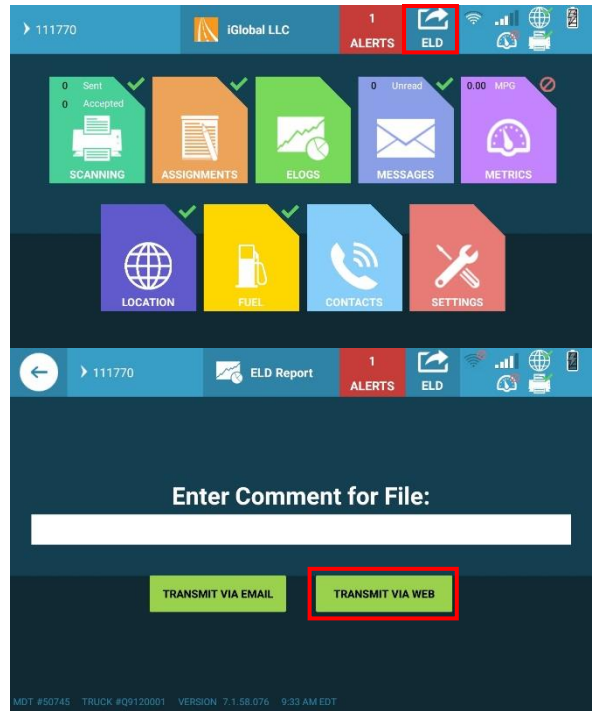 111770
iGlobal LLC
1
ALERTS
ELD
0 Sent
0 Accepted
SCANNING
ASSIGNMENTS
ELOGS
0 Unread
MESSAGES
0.00 MPG
METRICS
LOCATION
FUEL
CONTACTS
SETTINGS
111770
ELD Report
1
ALERTS
ELD
Enter Comment for File:
TRANSMIT VIA EMAIL
TRANSMIT VIA WEB
MDT #50745 TRUCK #Q9120001 VERSION 7.1.58.076 9:33 AM EDT